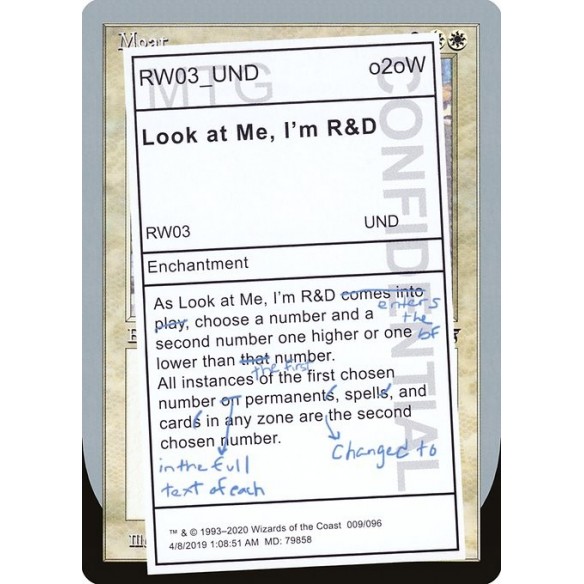 Moat
MTG
CONFIDENTIAL
RW03_UND o2oW
Look at Me, I'm R&D
RW03 UND
Enchantment
As Look at Me, I'm R&D comes into
enters
play, choose a number and a
the
second number one higher or one
bf
lower than that number.
the first
All instances of the first chosen
number on permanents, spells, and
cards in any zone are the second
chosen number.
changed to
in the full
text of each
™ & © 1993–2020 Wizards of the Coast 009/096
4/8/2019 1:08:51 AM MD: 79858